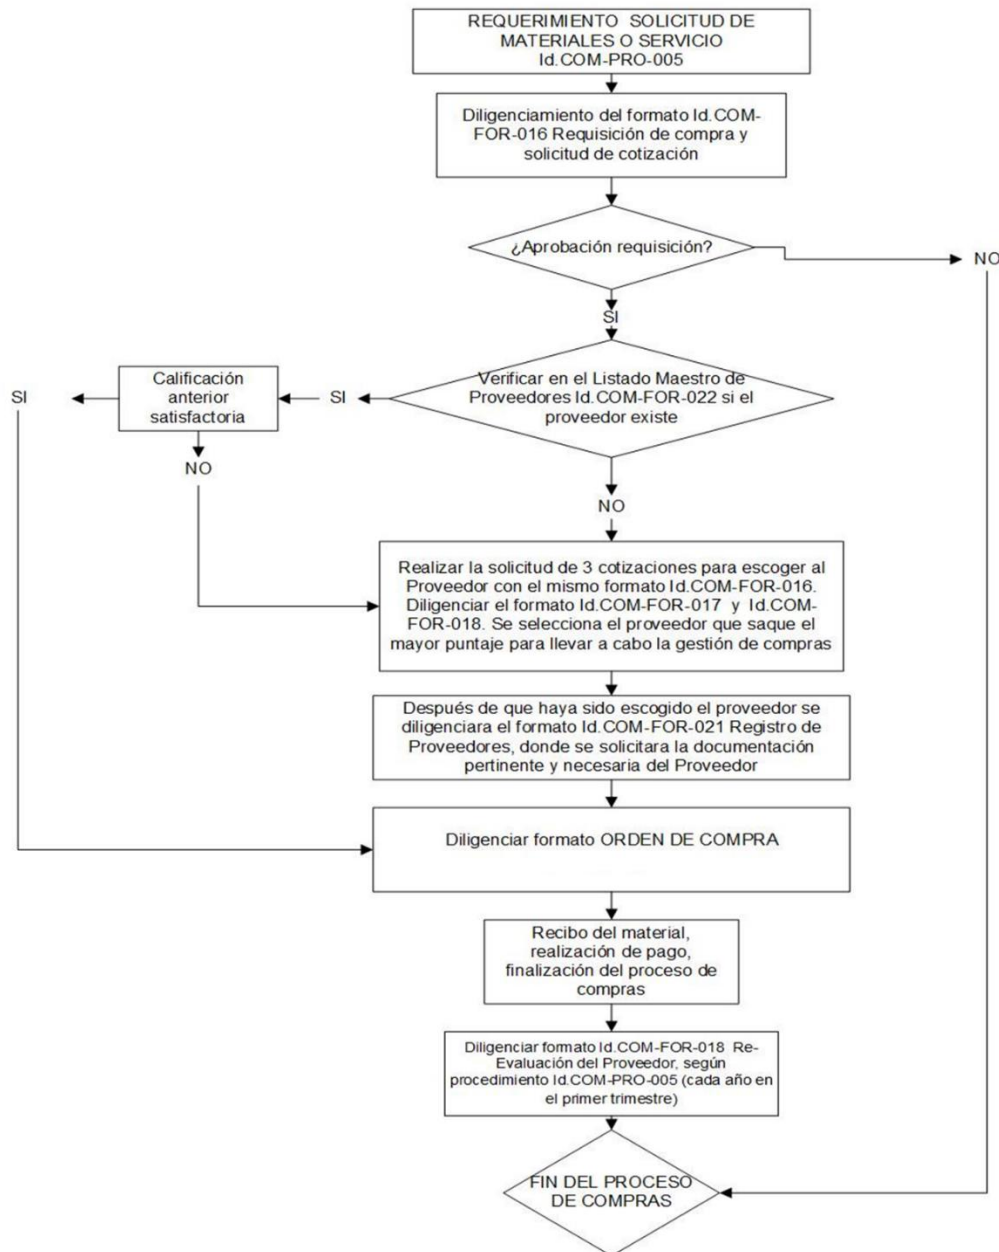 REQUERIMIENTO  SOLICITUD DE
MATERIALES O SERVICIO
Id.COM-PRO-005
Diligenciamiento del formato Id.COM-
FOR-016 Requisición de compra y
solicitud de cotización
¿Aprobación requisición?
NO
SI
Verificar en el Listado Maestro de
Proveedores Id.COM-FOR-022 si el
proveedor existe
SI
Calificación
anterior
satisfactoria
SI
NO
NO
Realizar la solicitud de 3 cotizaciones para escoger al
Proveedor con el mismo formato Id.COM-FOR-016.
Diligenciar el formato Id.COM-FOR-017  y  Id.COM-
FOR-018. Se selecciona el proveedor que saque el
mayor puntaje para llevar a cabo la gestión de compras
Después de que haya sido escogido el proveedor se
diligenciara el formato Id.COM-FOR-021 Registro de
Proveedores, donde se solicitara la documentación
pertinente y necesaria del Proveedor
Diligenciar formato ORDEN DE COMPRA
Recibo del material,
realización de pago,
finalización del proceso de
compras
Diligenciar formato Id.COM-FOR-018  Re-
Evaluación del Proveedor, según
procedimiento Id.COM-PRO-005 (cada año en
el primer trimestre)
FIN DEL PROCESO
DE COMPRAS